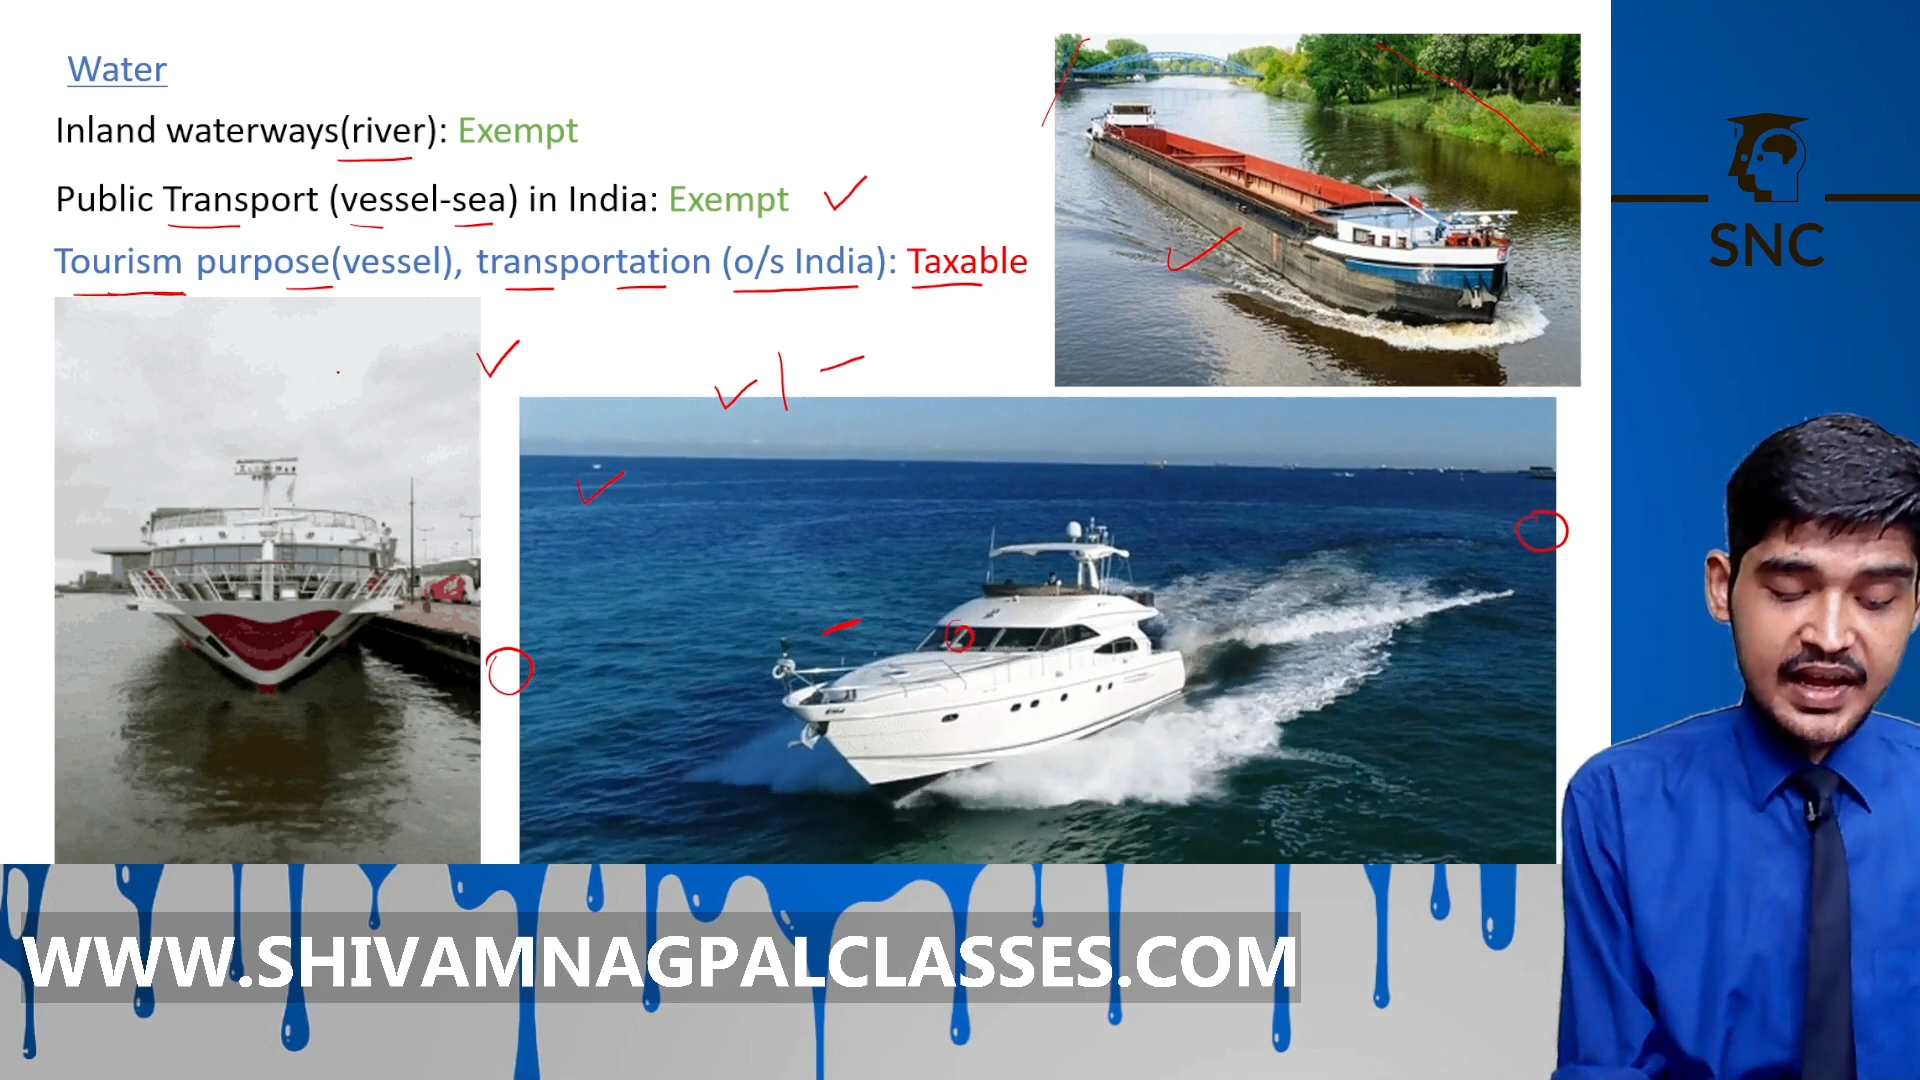 Water
Inland waterways(river): Exempt
Public Transport (vessel-sea) in India: Exempt
Tourism purpose(vessel), transportation (o/s India): Taxable
SNC
WWW.SHIVAMNAGPALCLASSES.COM